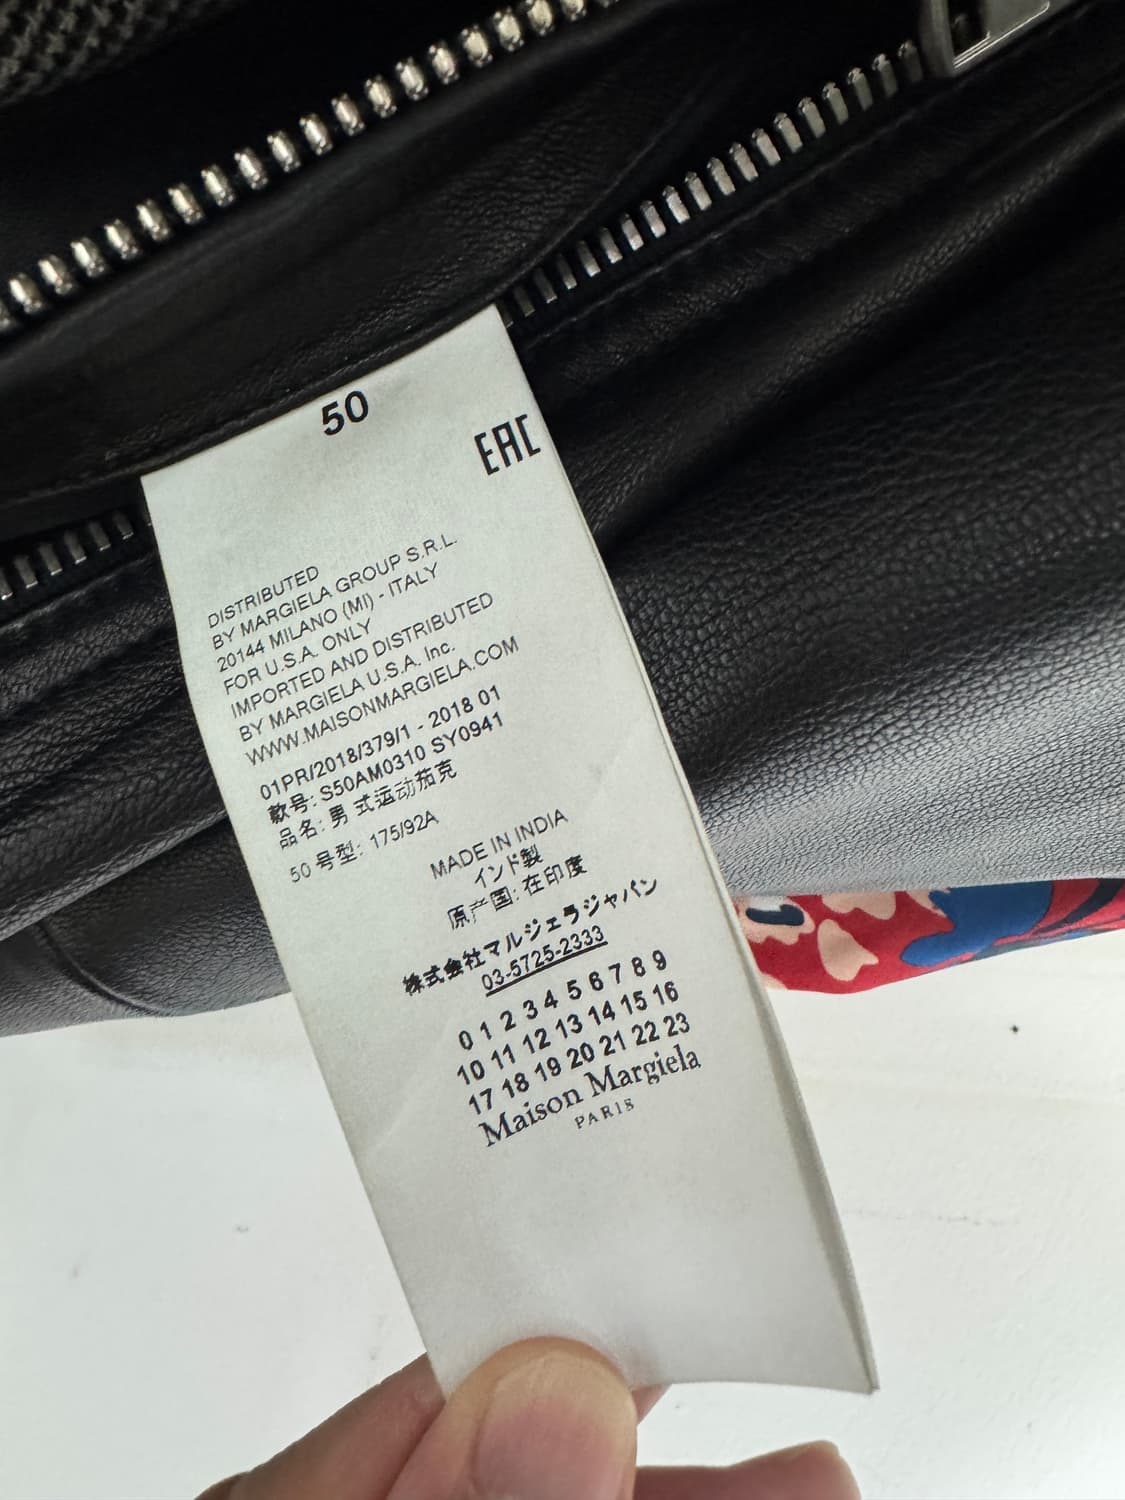 50
EAC
DISTRIBUTED
BY MARGIELA GROUP S.R.L.
20144 MILANO (MI) - ITALY
FOR U.S.A. ONLY
IMPORTED AND DISTRIBUTED
BY MARGIELA U.S.A. Inc.
WWW.MAISONMARGIELA.COM
01PR/2018/379/1 - 2018 01
款号: S50AM0310 SY0941
品名: 男 式运动茄克
50 号型: 175/92A
MADE IN INDIA
インド製
原产国: 在印度
株式会社マルジェラジャパン
03-5725-2333
0 1 2 3 4 5 6 7 8 9
10 11 12 13 14 15 16
17 18 19 20 21 22 23
Maison Margiela
PARIS